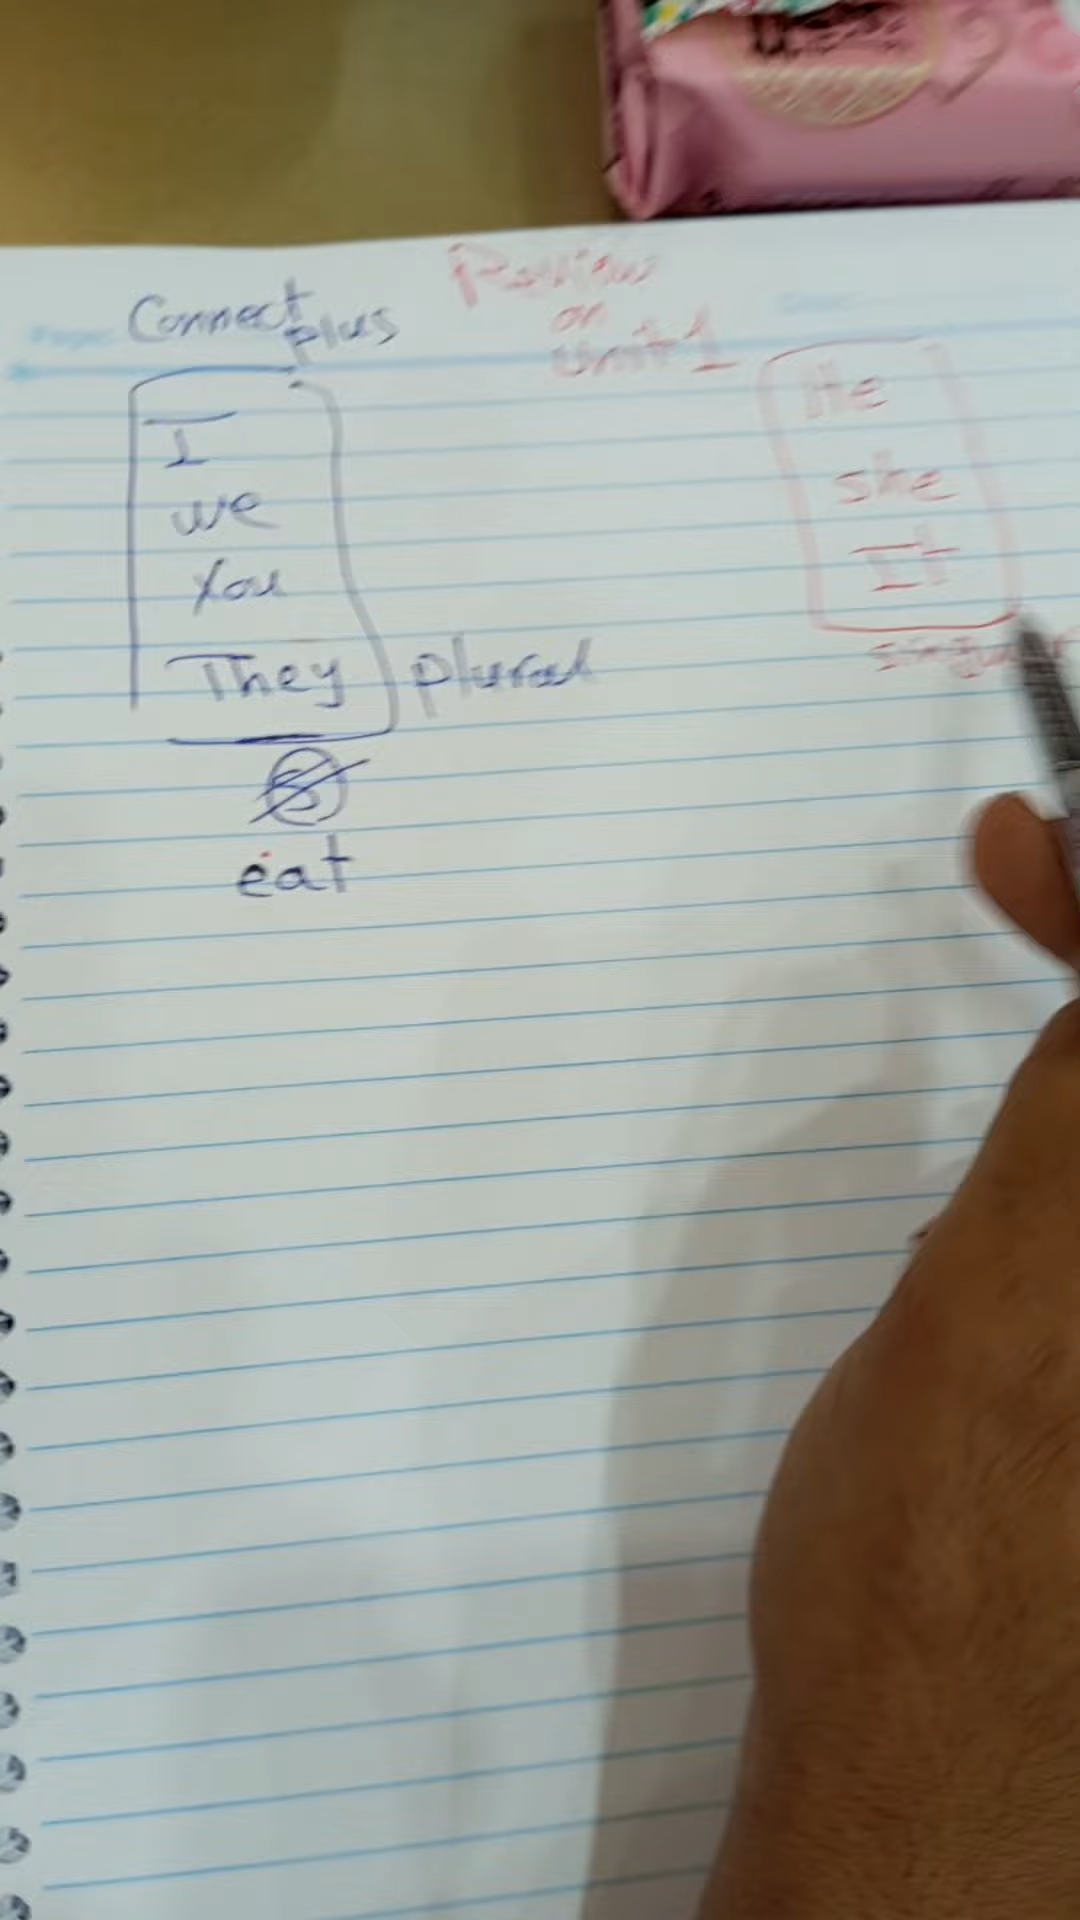 Connect plus
Review
on
Unit 1
I
we
You
They
plural
S
eat
He
she
It